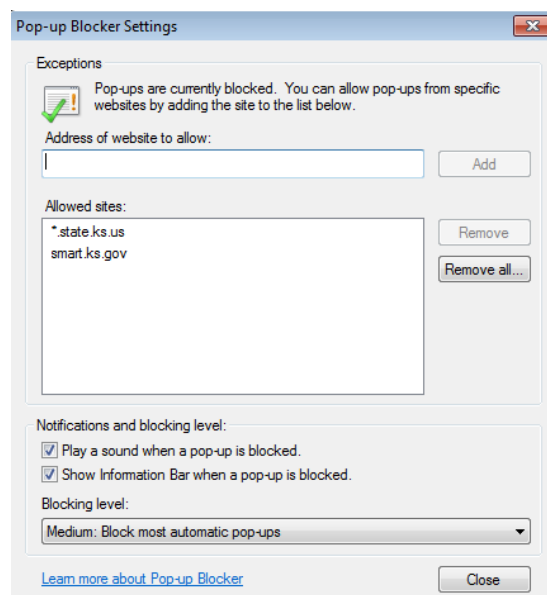 Pop-up Blocker Settings
Exceptions
Pop-ups are currently blocked. You can allow pop-ups from specific
websites by adding the site to the list below.
Address of website to allow:
Add
Allowed sites:
*.state.ks.us
Remove
smart.ks.gov
Remove all...
Notifications and blocking level:
Play a sound when a pop-up is blocked.
Show Information Bar when a pop-up is blocked.
Blocking level:
Medium: Block most automatic pop-ups
Learn more about Pop-up Blocker
Close